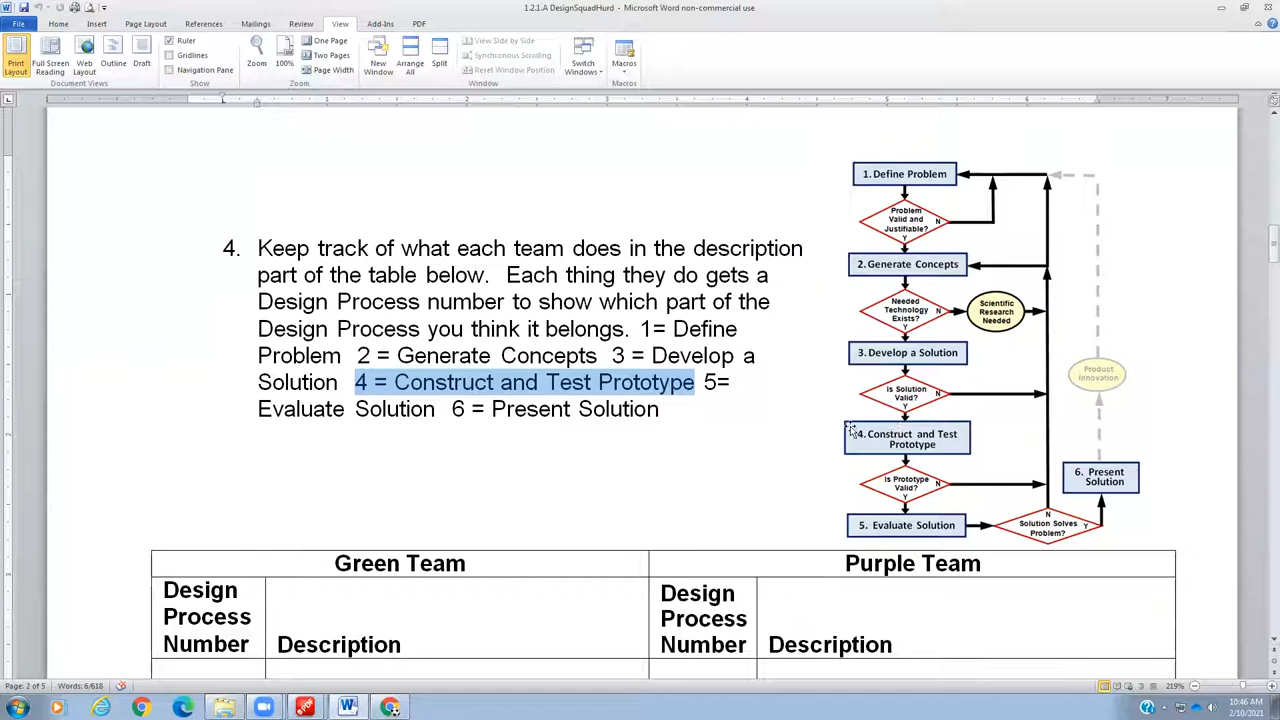 1.2.1.A DesignSquadHurd - Microsoft Word non-commercial use
File Home Insert Page Layout References Mailings Review View Add-Ins PDF
Print Layout
Full Screen Reading
Web Layout
Outline
Draft
Document Views
Ruler
Gridlines
Navigation Pane
Show
Zoom
100%
One Page
Two Pages
Page Width
Zoom
New Window
Arrange All
Split
View Side by Side
Synchronous Scrolling
Reset Window Position
Switch Windows
Window
Macros
Macros
4. Keep track of what each team does in the description
part of the table below. Each thing they do gets a
Design Process number to show which part of the
Design Process you think it belongs. 1= Define
Problem 2 = Generate Concepts 3 = Develop a
Solution 4 = Construct and Test Prototype 5=
Evaluate Solution 6 = Present Solution
1. Define Problem
Problem
Valid and
Justifiable?
N
Y
2. Generate Concepts
Needed
Technology
Exists?
N
Y
Scientific
Research
Needed
3. Develop a Solution
Is Solution
Valid?
N
Y
4. Construct and Test
Prototype
Is Prototype
Valid?
N
Y
5. Evaluate Solution
N
Solution Solves
Problem?
Y
6. Present
Solution
Product
Innovation
Green Team
Purple Team
Design
Process
Number
Description
Design
Process
Number
Description
Page: 2 of 5 Words: 6/618
219%
10:46 AM
2/10/2021